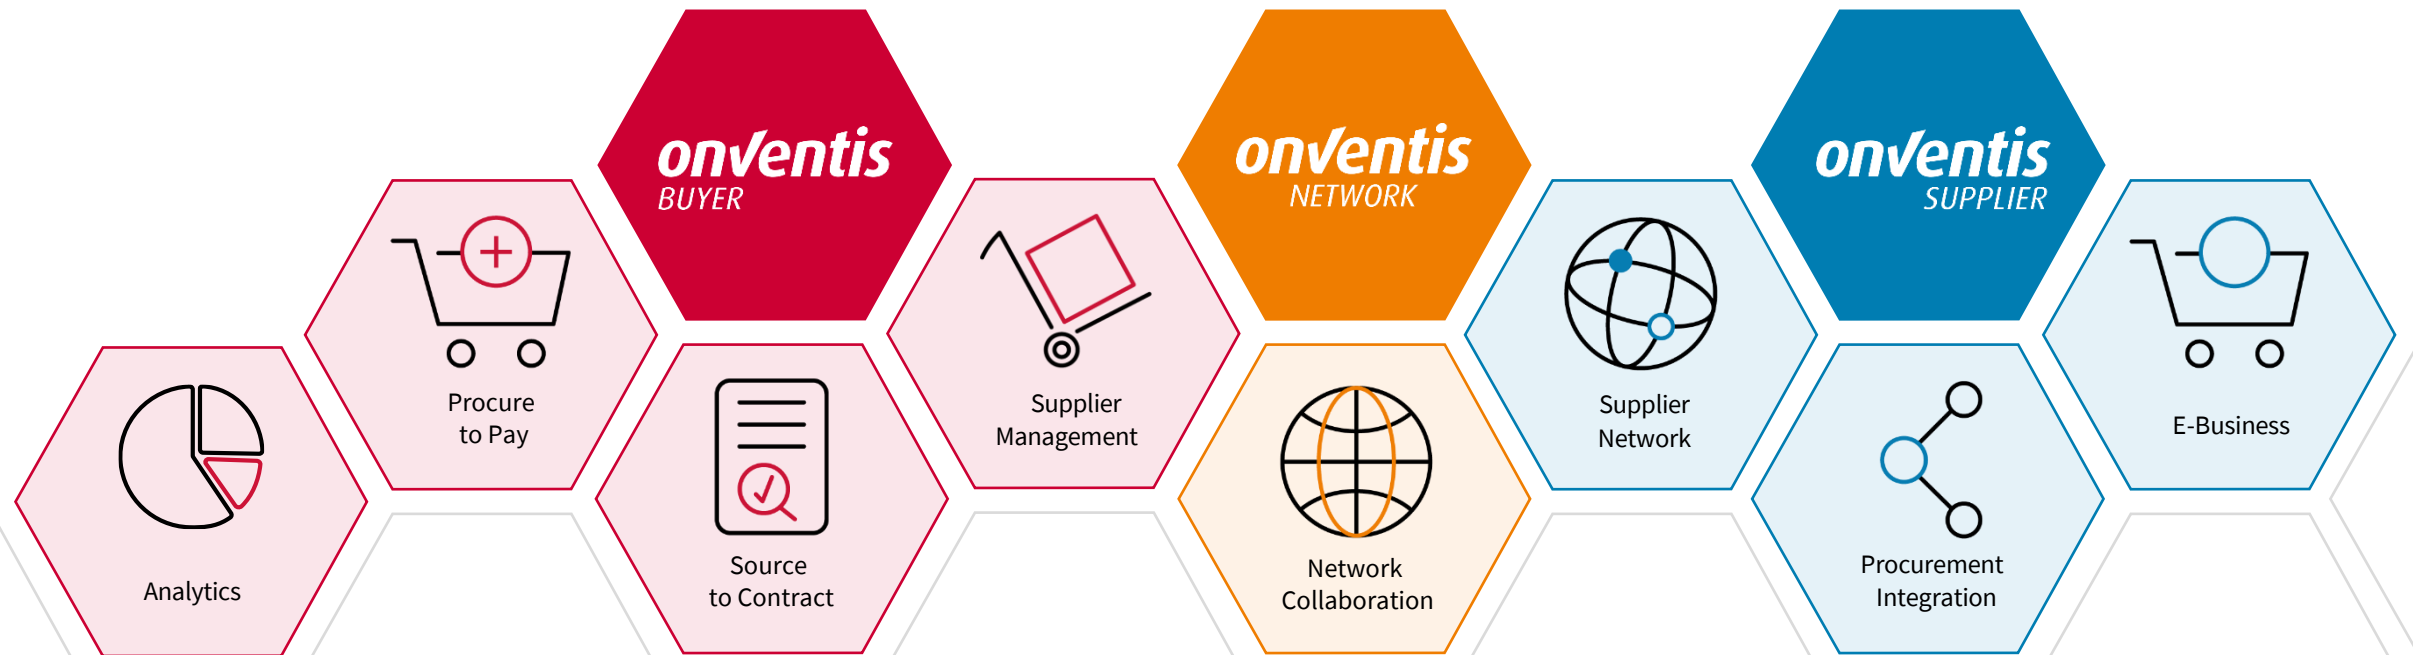 onventis
BUYER
onventis
NETWORK
onventis
SUPPLIER
Analytics
Procure
to Pay
Source
to Contract
Supplier
Management
Network
Collaboration
Supplier
Network
Procurement
Integration
E-Business